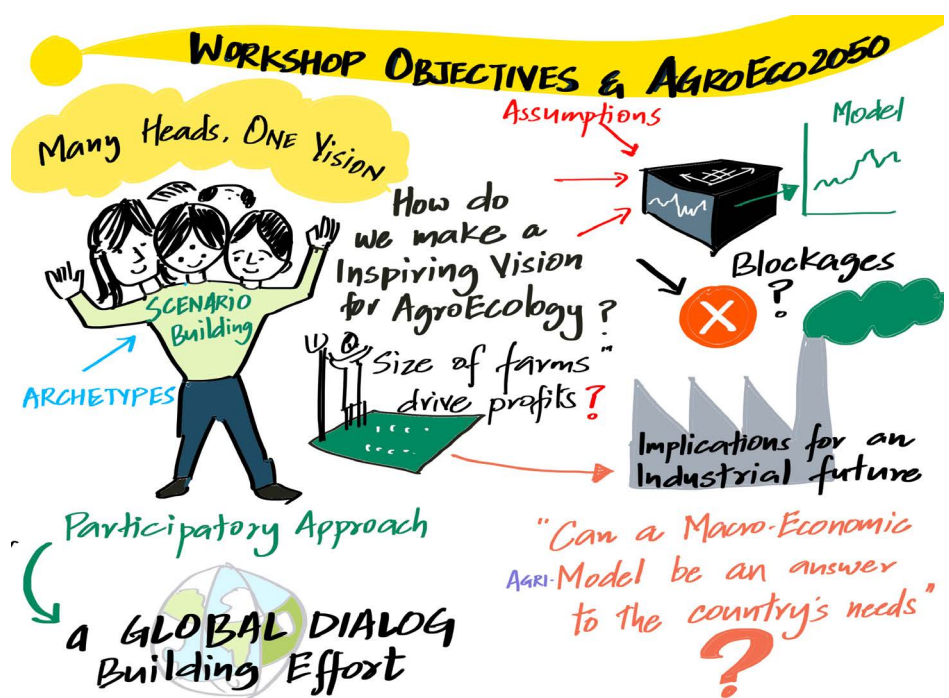 WORKSHOP OBJECTIVES & AGROECO2050
Many Heads, ONE Vision
SCENARIO
Building
ARCHETYPES
How do
we make a
Inspiring Vision
for AgroEcology ?
Size of farms"
drive profits?
Assumptions
Model
Blockages
?
Implications for an
Industrial future
Participatory Approach
a GLOBAL DIALOG
Building Effort
"Can a Macro-Economic
AGRI-Model be an answer
to the country's needs"
?